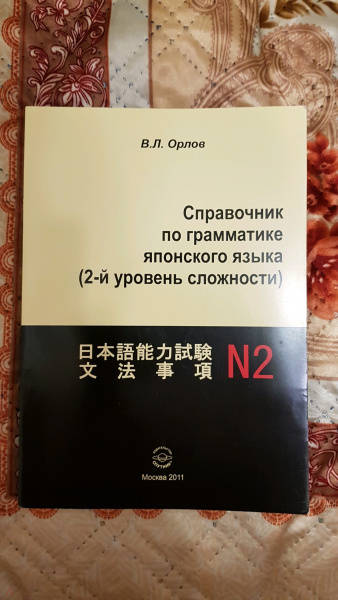 В.Л. Орлов
Справочник
по грамматике
японского языка
(2-й уровень сложности)
日本語能力試験
文法事項 N2
Москва 2011